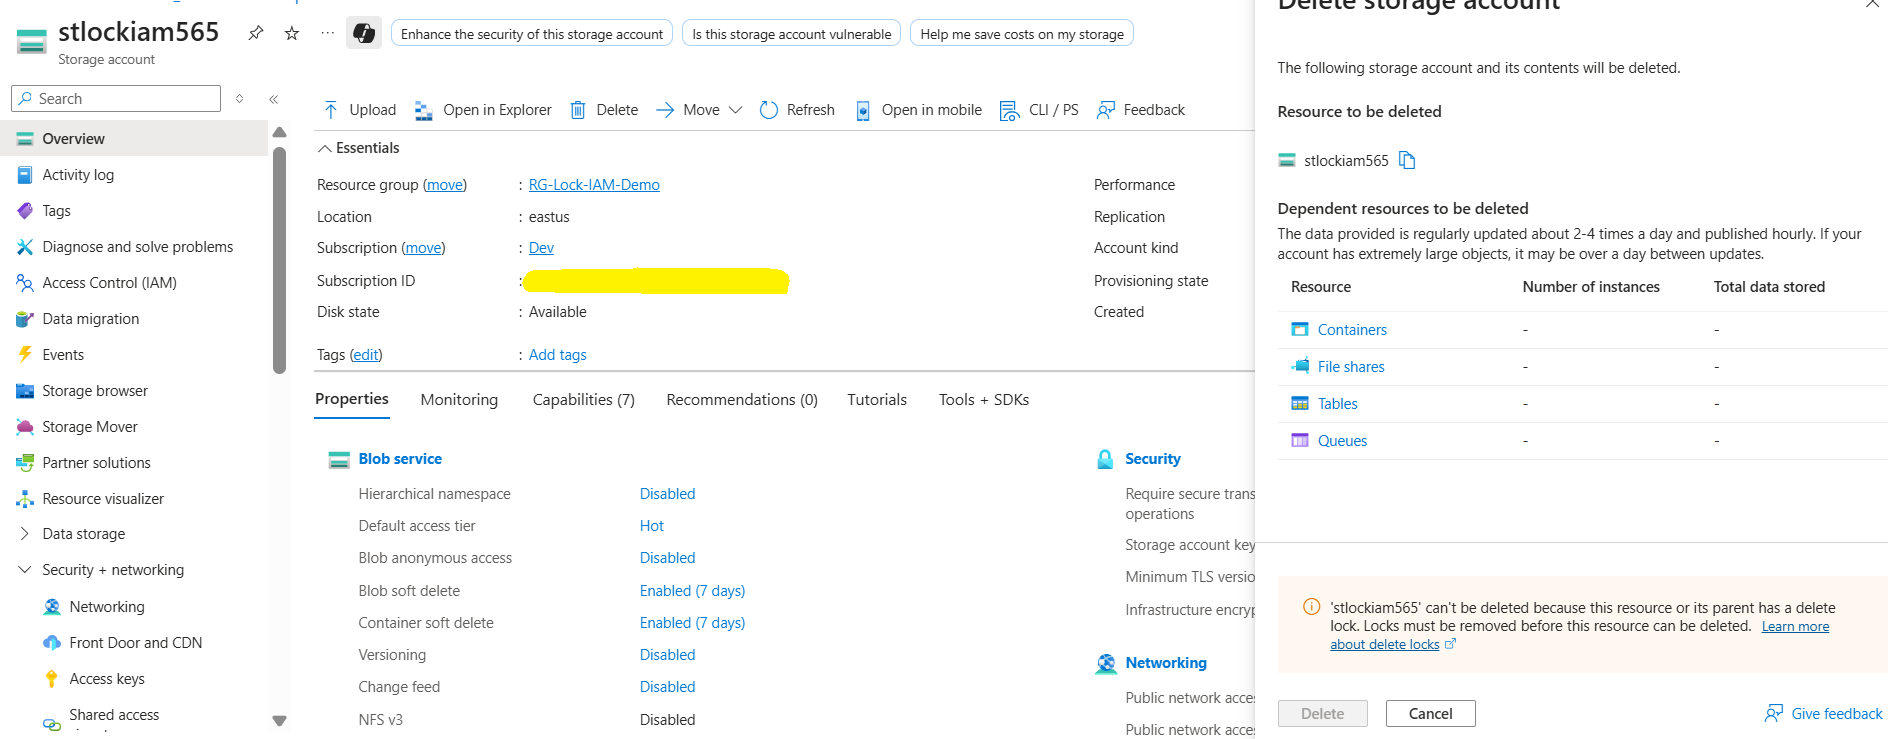 stlockiam565
Storage account
Enhance the security of this storage account
Is this storage account vulnerable
Help me save costs on my storage
Search
Overview
Activity log
Tags
Diagnose and solve problems
Access Control (IAM)
Data migration
Events
Storage browser
Storage Mover
Partner solutions
Resource visualizer
Data storage
Security + networking
Networking
Front Door and CDN
Access keys
Shared access
Upload
Open in Explorer
Delete
Move
Refresh
Open in mobile
CLI / PS
Feedback
Essentials
Resource group (move) : RG-Lock-IAM-Demo
Location : eastus
Subscription (move) : Dev
Subscription ID :
Disk state : Available
Tags (edit) : Add tags
Performance
Replication
Account kind
Provisioning state
Created
Properties
Monitoring
Capabilities (7)
Recommendations (0)
Tutorials
Tools + SDKs
Blob service
Hierarchical namespace Disabled
Default access tier Hot
Blob anonymous access Disabled
Blob soft delete Enabled (7 days)
Container soft delete Enabled (7 days)
Versioning Disabled
Change feed Disabled
NFS v3 Disabled
Security
Require secure trans
operations
Storage account key
Minimum TLS versio
Infrastructure encryp
Networking
Public network acce
Public network acce
Delete storage account
The following storage account and its contents will be deleted.
Resource to be deleted
stlockiam565
Dependent resources to be deleted
The data provided is regularly updated about 2-4 times a day and published hourly. If your
account has extremely large objects, it may be over a day between updates.
Resource Number of instances Total data stored
Containers - -
File shares - -
Tables - -
Queues - -
'stlockiam565' can't be deleted because this resource or its parent has a delete
lock. Locks must be removed before this resource can be deleted. Learn more
about delete locks
Delete
Cancel
Give feedback